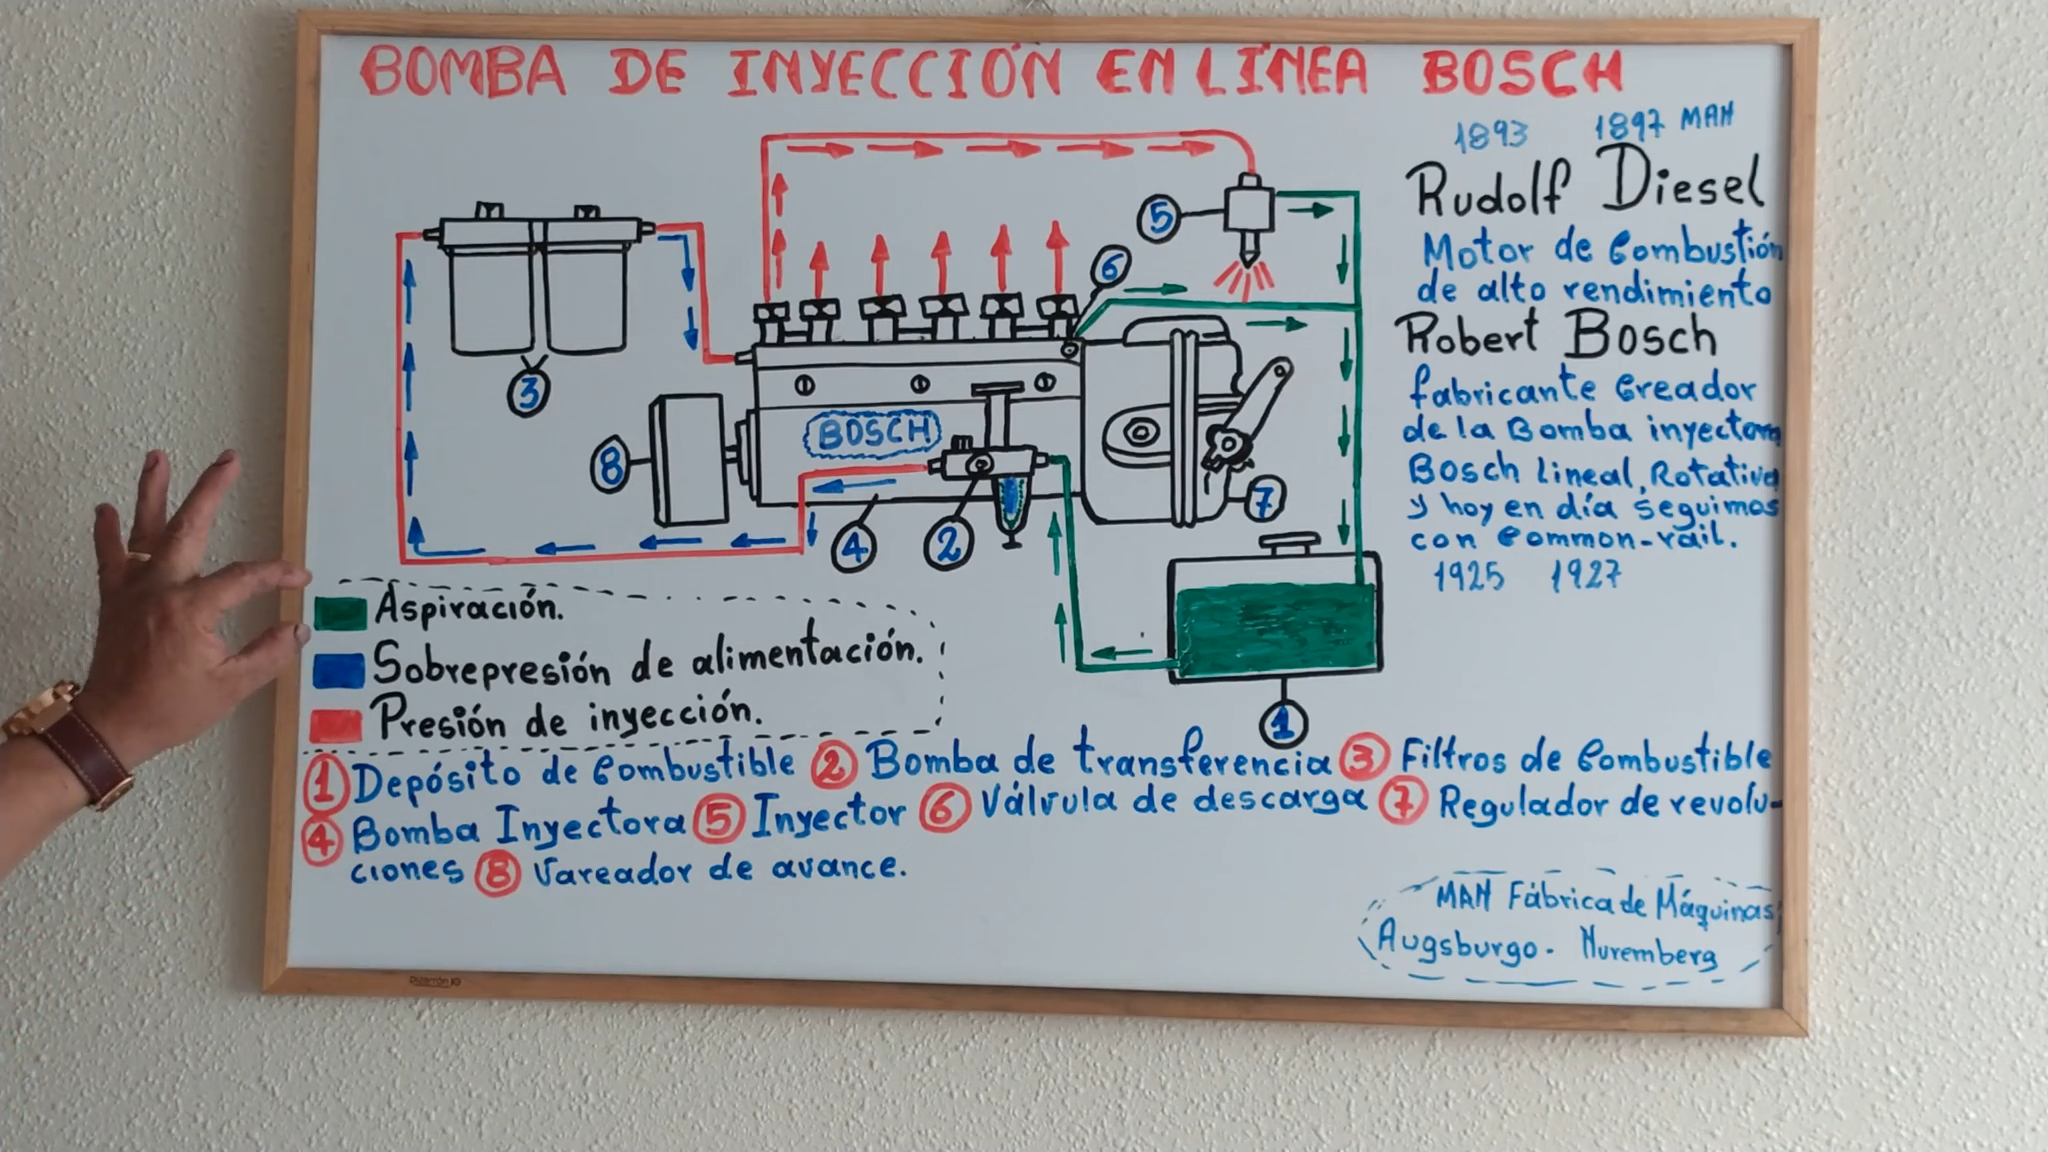 BOMBA DE INYECCIÓN EN LÍNEA BOSCH
1893 1897 MAN
Rudolf Diesel
Motor de Combustión
de alto rendimiento
Robert Bosch
fabricante Creador
de la Bomba inyectora
Bosch lineal, Rotativa
y hoy en día seguimos
con Common-rail.
1925 1927
5
6
3
BOSCH
8
7
4
2
1
Aspiración.
Sobrepresión de alimentación.
Presión de inyección.
1 Depósito de Combustible 2 Bomba de transferencia 3 Filtros de Combustible
4 Bomba Inyectora 5 Inyector 6 Válvula de descarga 7 Regulador de revolu-
ciones 8 Vareador de avance.
MAN Fábrica de Máquinas
Augsburgo - Nuremberg